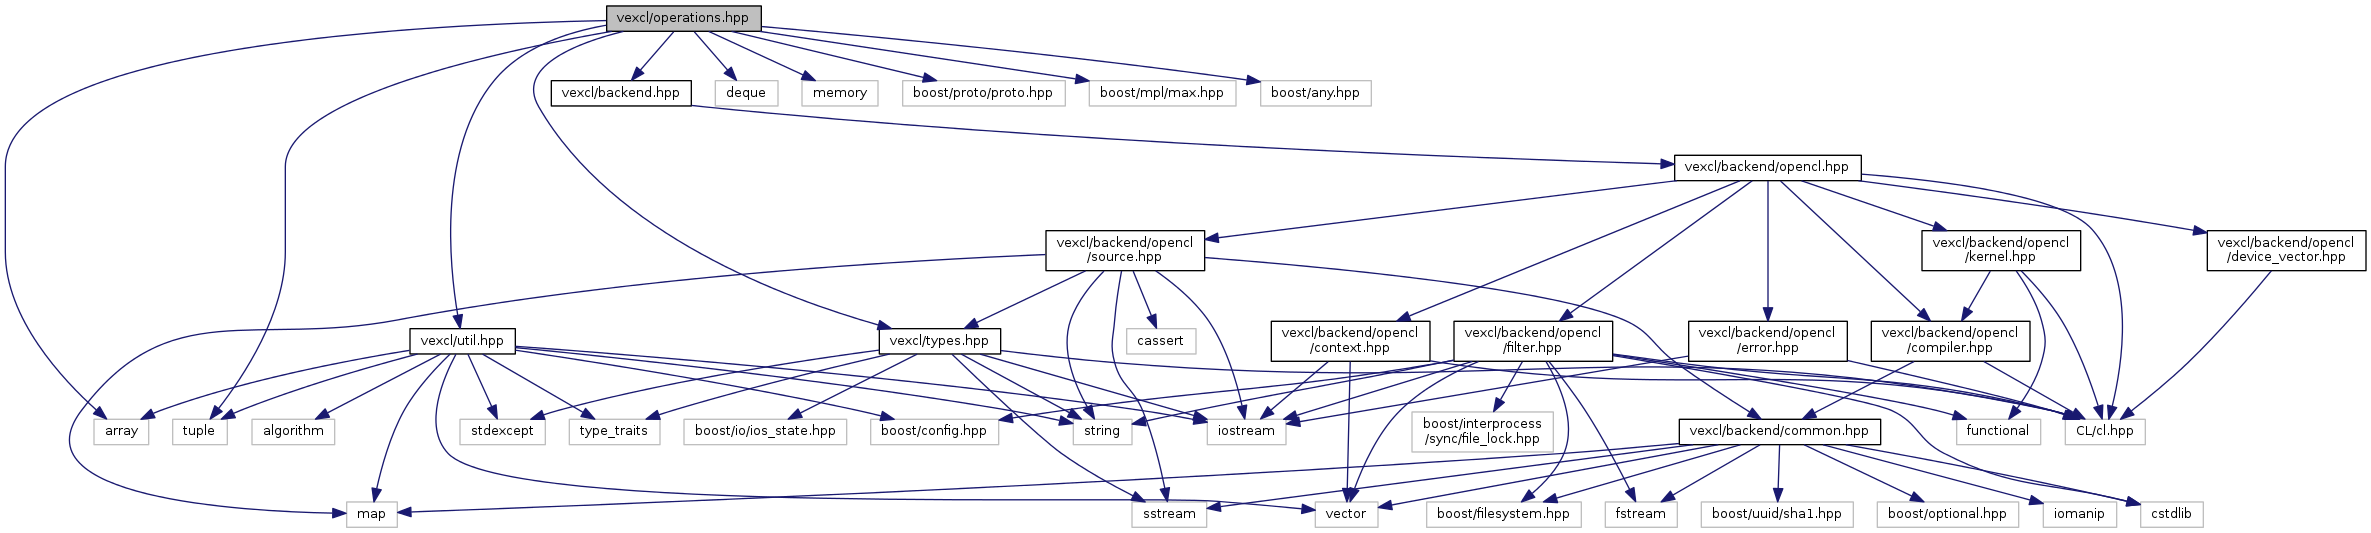 vexcl/operations.hpp
vexcl/backend.hpp
deque
memory
boost/proto/proto.hpp
boost/mpl/max.hpp
boost/any.hpp
vexcl/backend/opencl.hpp
vexcl/backend/opencl
/source.hpp
vexcl/backend/opencl
/kernel.hpp
vexcl/backend/opencl
/device_vector.hpp
vexcl/util.hpp
vexcl/types.hpp
cassert
vexcl/backend/opencl
/context.hpp
vexcl/backend/opencl
/filter.hpp
vexcl/backend/opencl
/error.hpp
vexcl/backend/opencl
/compiler.hpp
array
tuple
algorithm
stdexcept
type_traits
boost/io/ios_state.hpp
boost/config.hpp
string
iostream
boost/interprocess
/sync/file_lock.hpp
vexcl/backend/common.hpp
functional
CL/cl.hpp
map
sstream
vector
boost/filesystem.hpp
fstream
boost/uuid/sha1.hpp
boost/optional.hpp
iomanip
cstdlib